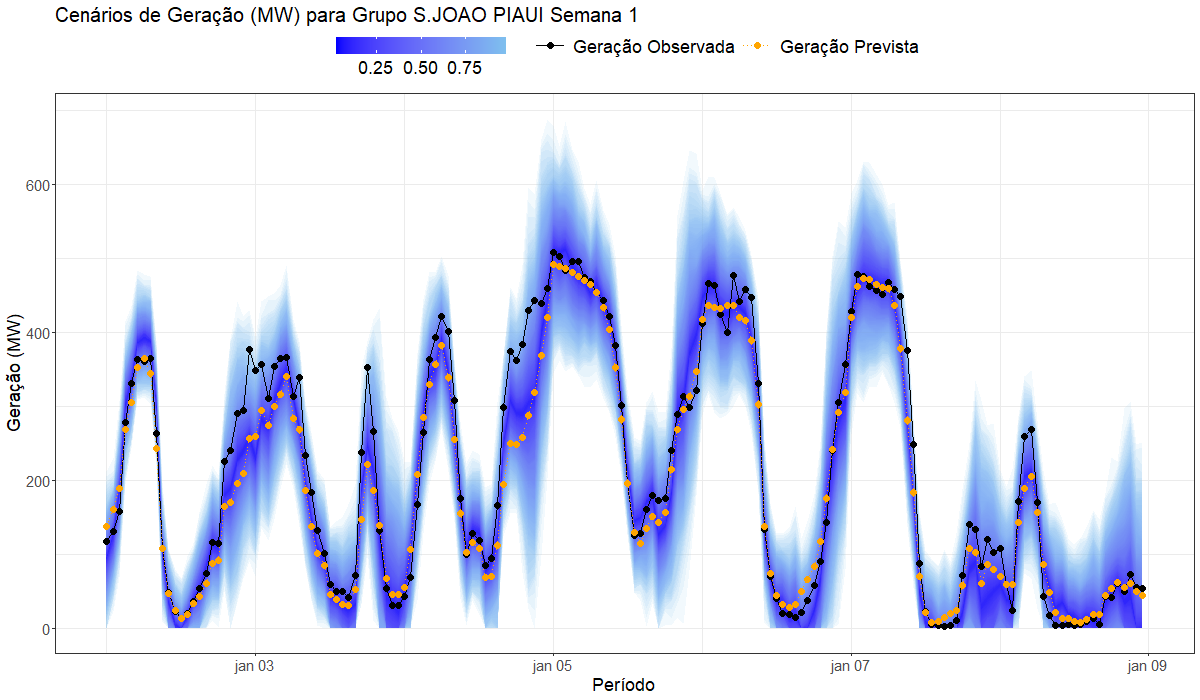 Cenários de Geração (MW) para Grupo S.JOAO PIAUI Semana 1
0.25 0.50 0.75 Geração Observada Geração Prevista
Geração (MW)
600
400
200
0
jan 03 jan 05 jan 07 jan 09
Período